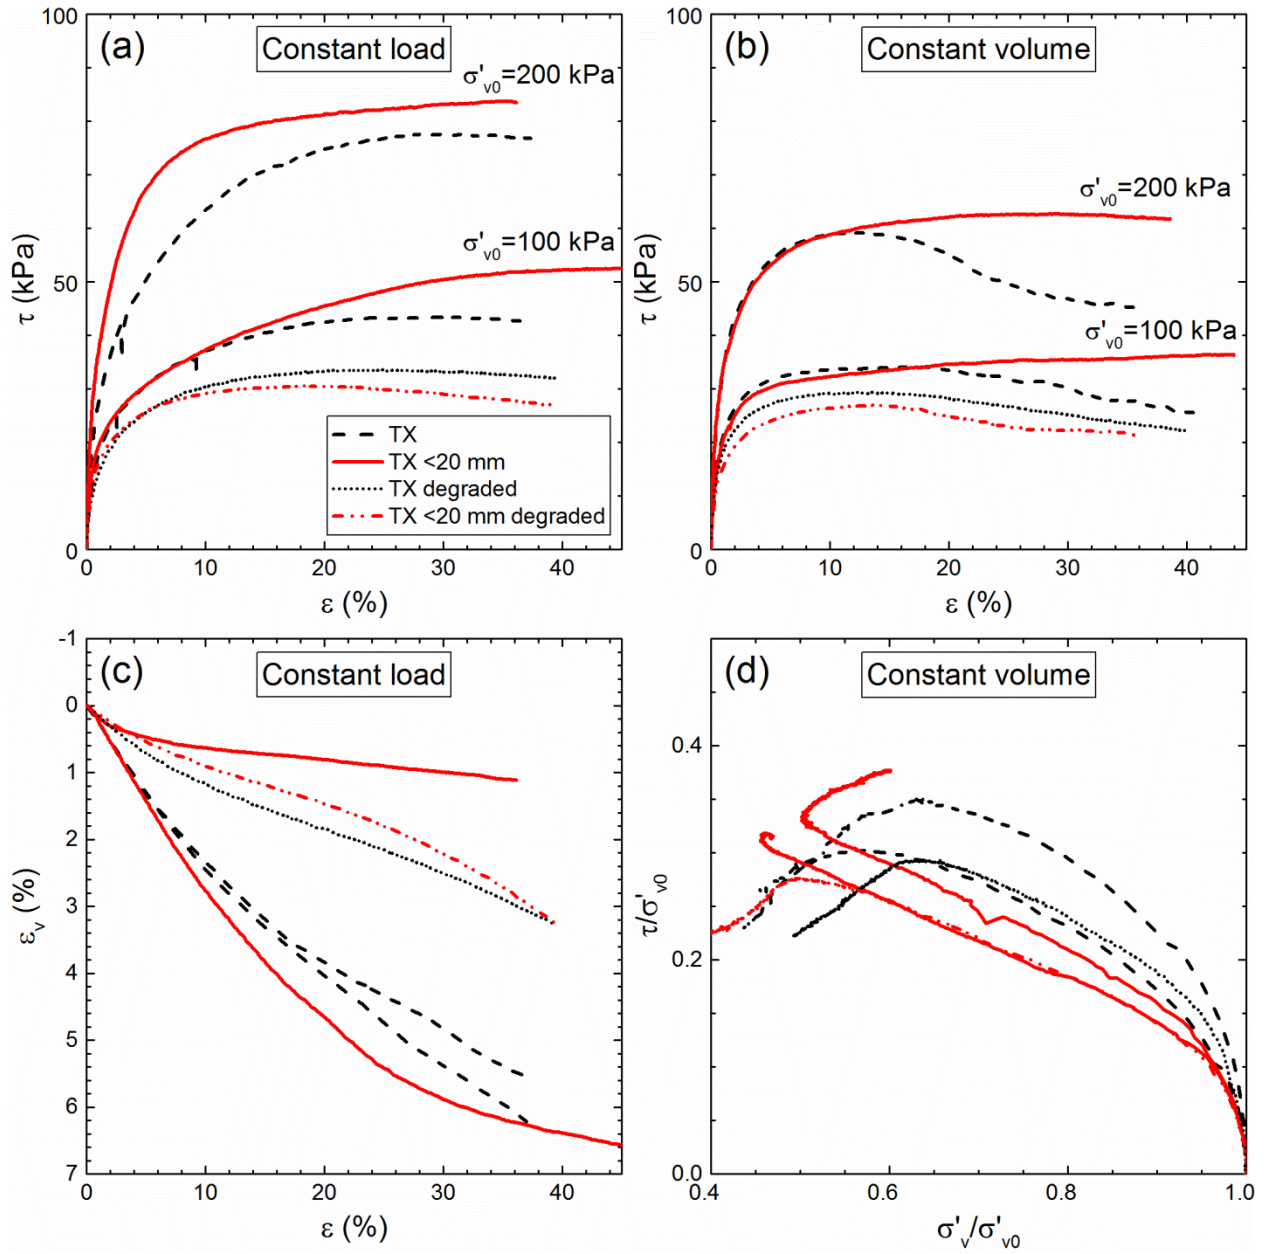 (a)
Constant load
σ'v0=200 kPa
σ'v0=100 kPa
TX
TX <20 mm
TX degraded
TX <20 mm degraded
100
50
0
τ (kPa)
0 10 20 30 40
ε (%)
(b)
Constant volume
σ'v0=200 kPa
σ'v0=100 kPa
100
50
0
τ (kPa)
0 10 20 30 40
ε (%)
(c)
Constant load
-1
0
1
2
3
4
5
6
7
εv (%)
0 10 20 30 40
ε (%)
(d)
Constant volume
0.4
0.2
0.0
τ/σ'v0
0.4 0.6 0.8 1.0
σ'v/σ'v0